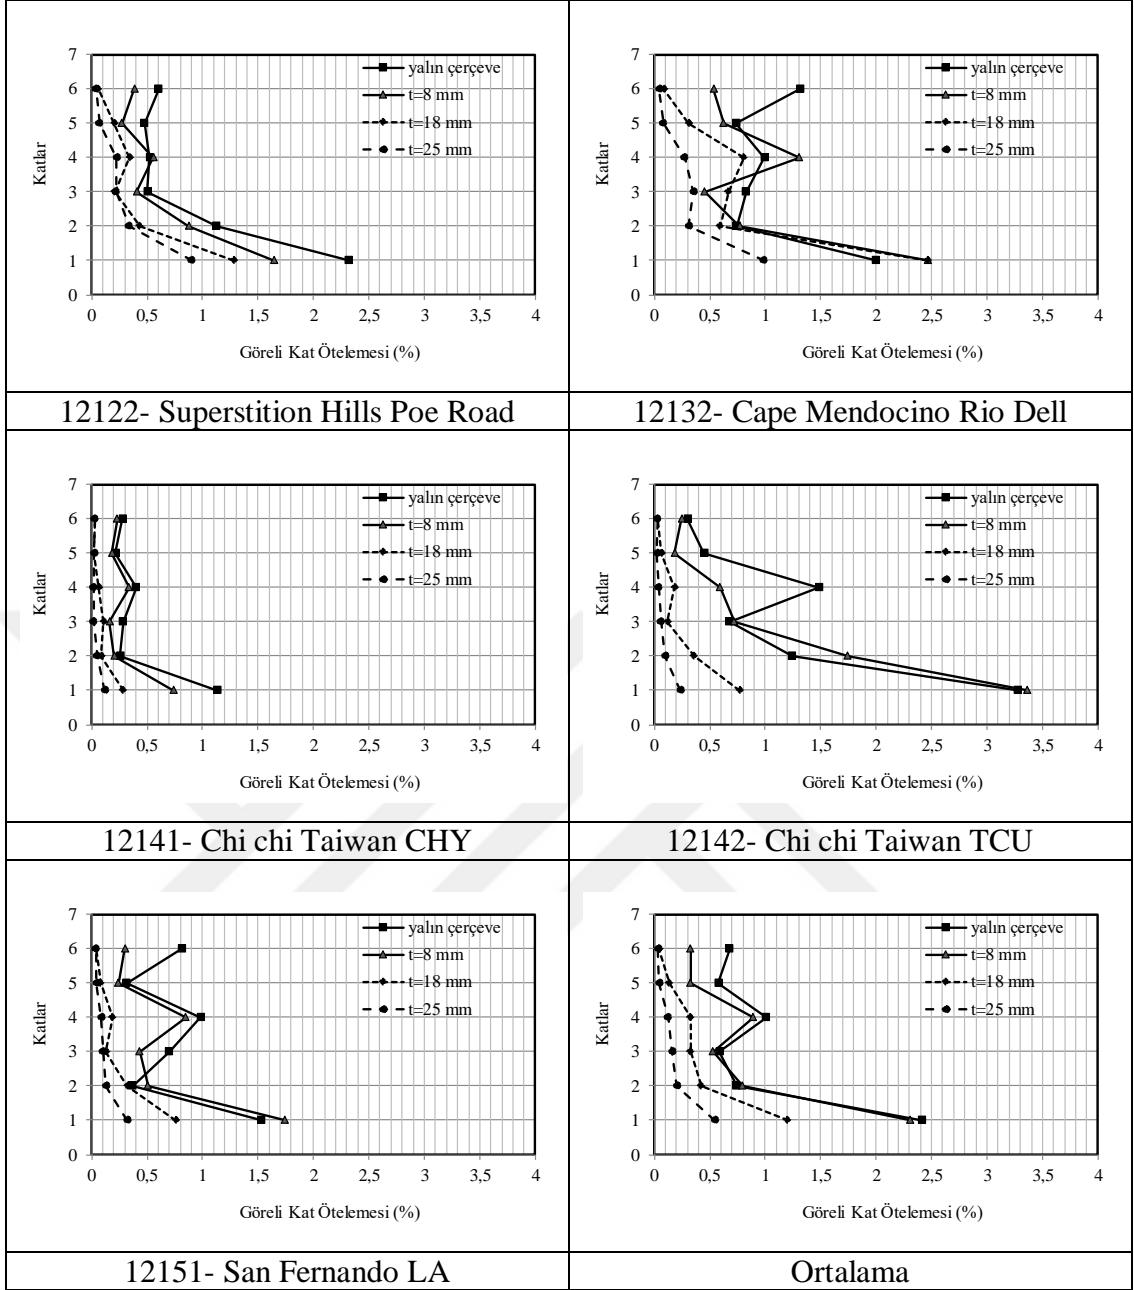 7
6
5
4
3
2
1
0
Katlar
yalın çerçeve
t=8 mm
t=18 mm
t=25 mm
0 0,5 1 1,5 2 2,5 3 3,5 4
Göreli Kat Ötelemesi (%)
12122- Superstition Hills Poe Road
7
6
5
4
3
2
1
0
Katlar
yalın çerçeve
t=8 mm
t=18 mm
t=25 mm
0 0,5 1 1,5 2 2,5 3 3,5 4
Göreli Kat Ötelemesi (%)
12132- Cape Mendocino Rio Dell
7
6
5
4
3
2
1
0
Katlar
yalın çerçeve
t=8 mm
t=18 mm
t=25 mm
0 0,5 1 1,5 2 2,5 3 3,5 4
Göreli Kat Ötelemesi (%)
12141- Chi chi Taiwan CHY
7
6
5
4
3
2
1
0
Katlar
yalın çerçeve
t=8 mm
t=18 mm
t=25 mm
0 0,5 1 1,5 2 2,5 3 3,5 4
Göreli Kat Ötelemesi (%)
12142- Chi chi Taiwan TCU
7
6
5
4
3
2
1
0
Katlar
yalın çerçeve
t=8 mm
t=18 mm
t=25 mm
0 0,5 1 1,5 2 2,5 3 3,5 4
Göreli Kat Ötelemesi (%)
12151- San Fernando LA
7
6
5
4
3
2
1
0
Katlar
yalın çerçeve
t=8 mm
t=18 mm
t=25 mm
0 0,5 1 1,5 2 2,5 3 3,5 4
Göreli Kat Ötelemesi (%)
Ortalama